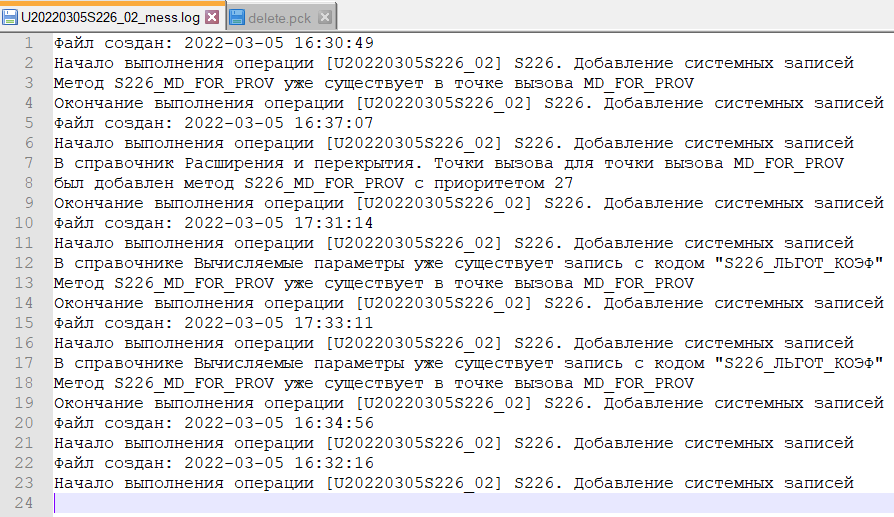 U20220305S226_02_mess.log delete.pck
1 Файл создан: 2022-03-05 16:30:49
2 Начало выполнения операции [U20220305S226_02] S226. Добавление системных записей
3 Метод S226_MD_FOR_PROV уже существует в точке вызова MD_FOR_PROV
4 Окончание выполнения операции [U20220305S226_02] S226. Добавление системных записей
5 Файл создан: 2022-03-05 16:37:07
6 Начало выполнения операции [U20220305S226_02] S226. Добавление системных записей
7 В справочник Расширения и перекрытия. Точки вызова для точки вызова MD_FOR_PROV
8 был добавлен метод S226_MD_FOR_PROV с приоритетом 27
9 Окончание выполнения операции [U20220305S226_02] S226. Добавление системных записей
10 Файл создан: 2022-03-05 17:31:14
11 Начало выполнения операции [U20220305S226_02] S226. Добавление системных записей
12 В справочнике Вычисляемые параметры уже существует запись с кодом "S226_ЛЬГОТ_КОЭФ"
13 Метод S226_MD_FOR_PROV уже существует в точке вызова MD_FOR_PROV
14 Окончание выполнения операции [U20220305S226_02] S226. Добавление системных записей
15 Файл создан: 2022-03-05 17:33:11
16 Начало выполнения операции [U20220305S226_02] S226. Добавление системных записей
17 В справочнике Вычисляемые параметры уже существует запись с кодом "S226_ЛЬГОТ_КОЭФ"
18 Метод S226_MD_FOR_PROV уже существует в точке вызова MD_FOR_PROV
19 Окончание выполнения операции [U20220305S226_02] S226. Добавление системных записей
20 Файл создан: 2022-03-05 16:34:56
21 Начало выполнения операции [U20220305S226_02] S226. Добавление системных записей
22 Файл создан: 2022-03-05 16:32:16
23 Начало выполнения операции [U20220305S226_02] S226. Добавление системных записей
24